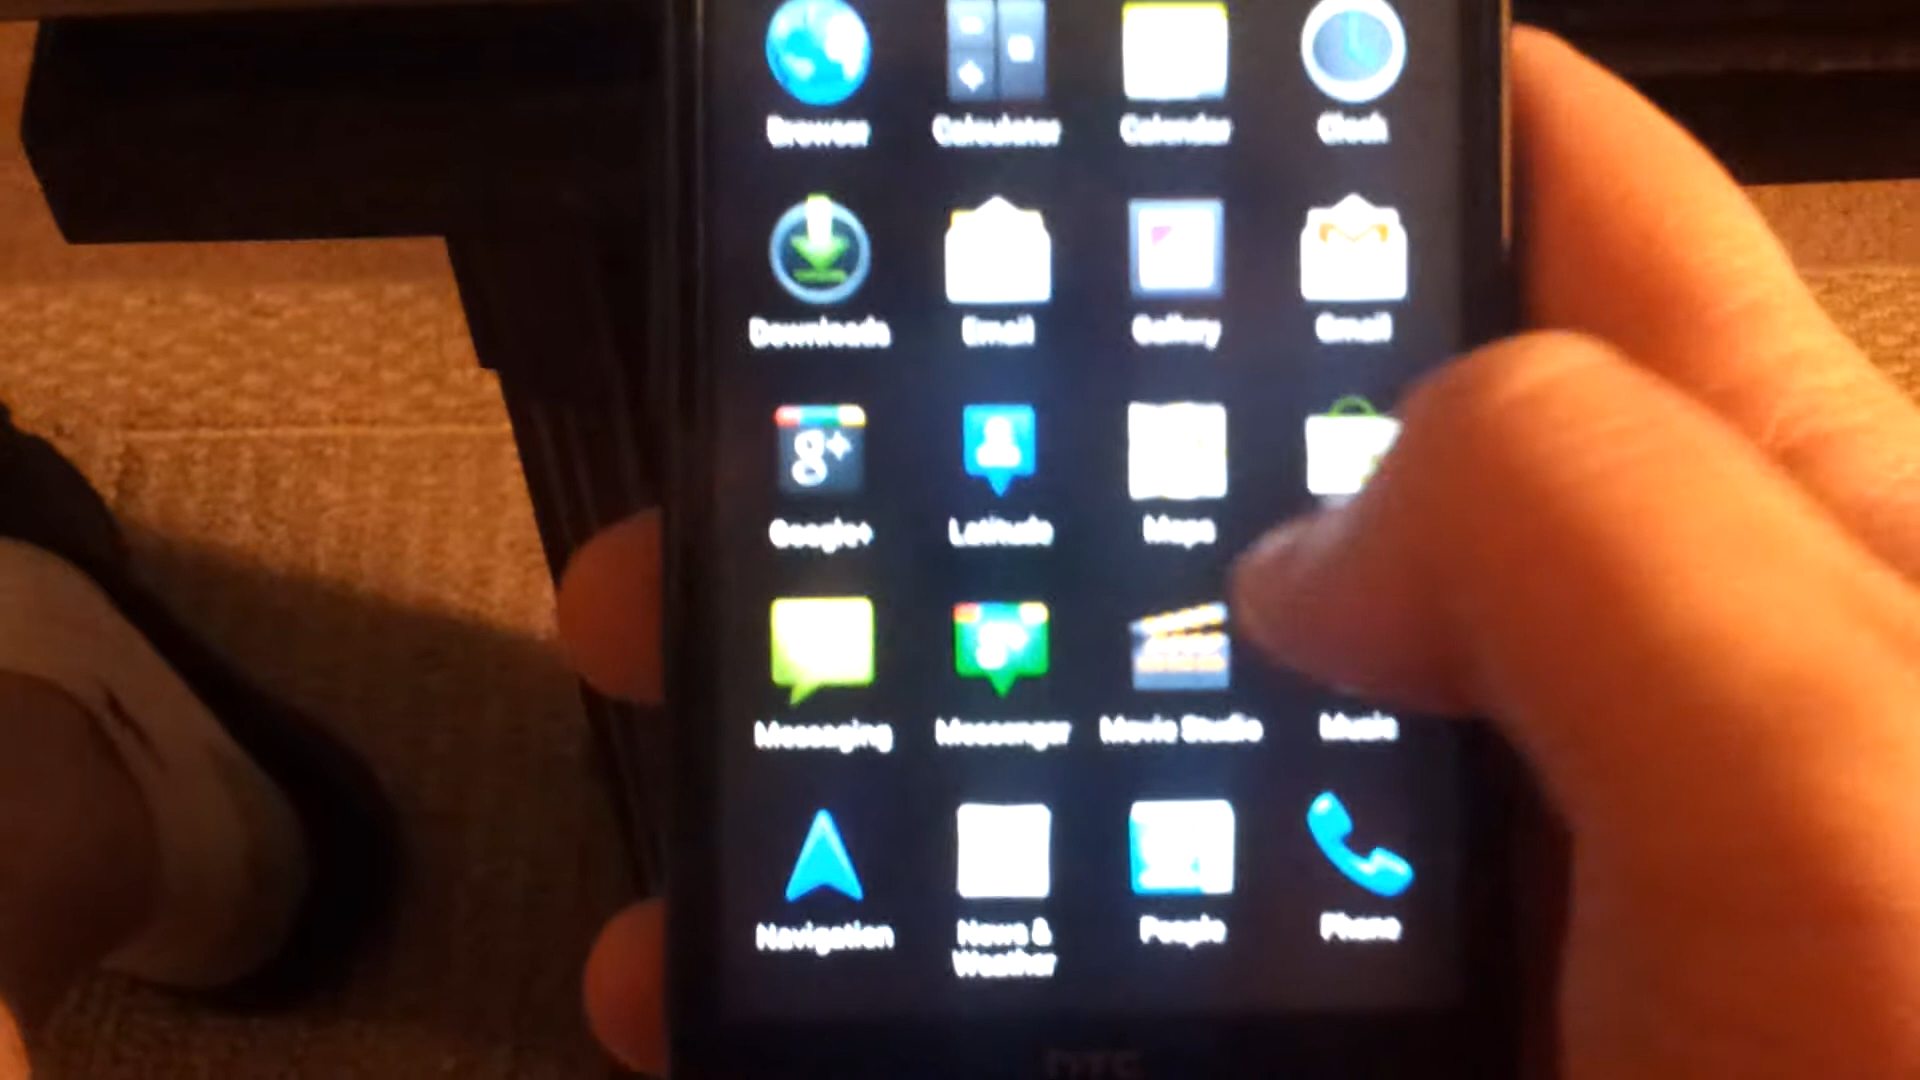 Browser
Calculator
Calendar
Clock
Downloads
Email
Gallery
Gmail
g+
Google+
Latitude
Maps
Messaging
Messenger
Movie Studio
Music
Navigation
News &
Weather
People
Phone
hTC